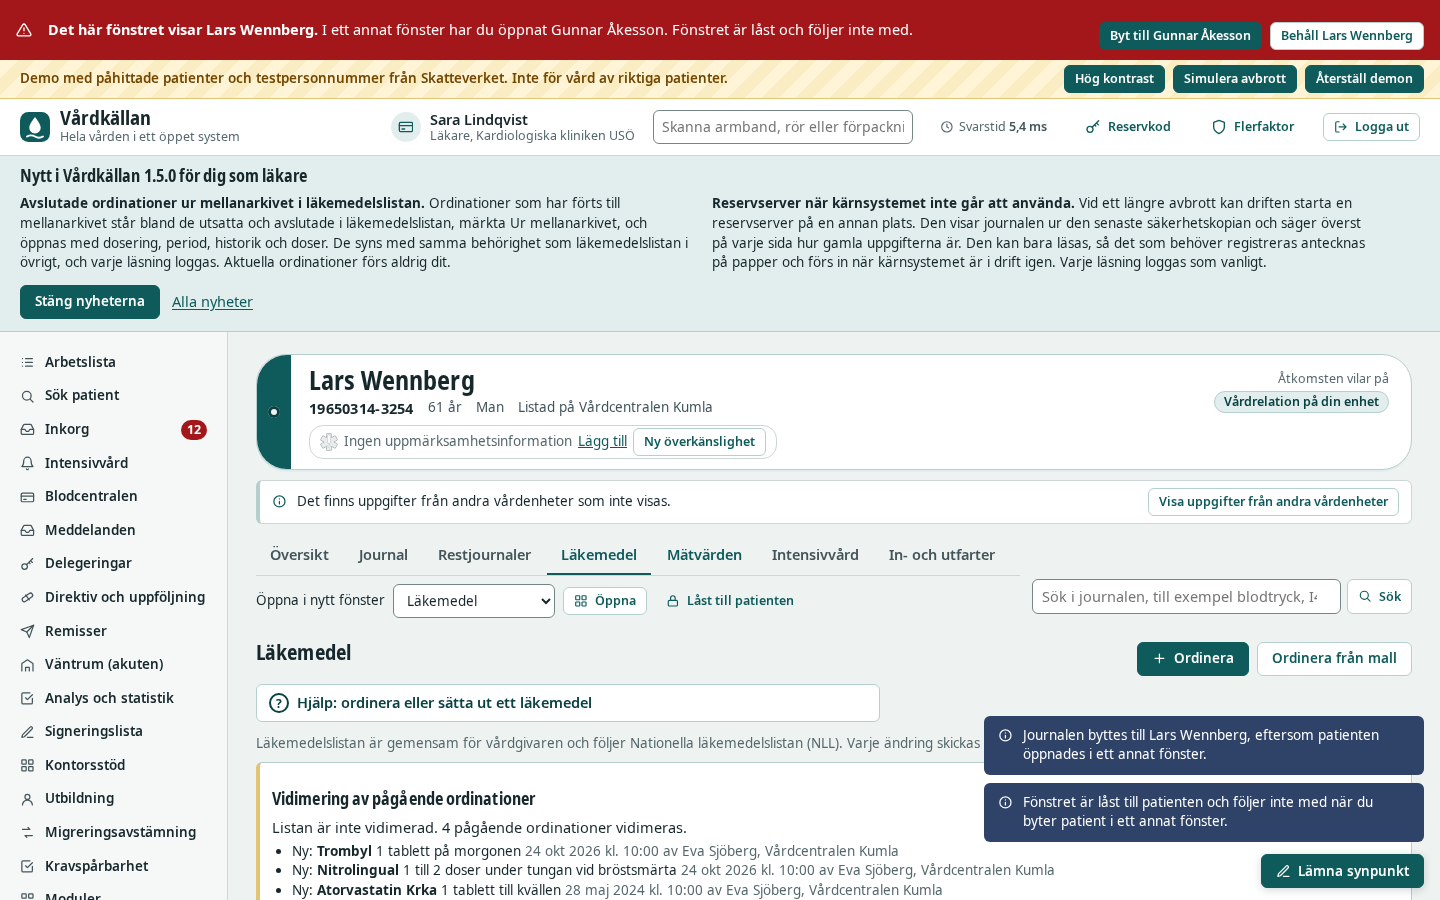 Det här fönstret visar Lars Wennberg. I ett annat fönster har du öppnat Gunnar Åkesson. Fönstret är låst och följer inte med.
Byt till Gunnar Åkesson
Behåll Lars Wennberg
Demo med påhittade patienter och testpersonnummer från Skatteverket. Inte för vård av riktiga patienter.
Hög kontrast
Simulera avbrott
Återställ demon
Vårdkällan
Hela vården i ett öppet system
Sara Lindqvist
Läkare, Kardiologiska kliniken USÖ
Skanna armband, rör eller förpackni
Svarstid 5,4 ms
Reservkod
Flerfaktor
Logga ut
Nytt i Vårdkällan 1.5.0 för dig som läkare
Avslutade ordinationer ur mellanarkivet i läkemedelslistan. Ordinationer som har förts till
mellanarkivet står bland de utsatta och avslutade i läkemedelslistan, märkta Ur mellanarkivet, och
öppnas med dosering, period, historik och doser. De syns med samma behörighet som läkemedelslistan i
övrigt, och varje läsning loggas. Aktuella ordinationer förs aldrig dit.
Reservserver när kärnsystemet inte går att använda. Vid ett längre avbrott kan driften starta en
reservserver på en annan plats. Den visar journalen ur den senaste säkerhetskopian och säger överst
på varje sida hur gamla uppgifterna är. Den kan bara läsas, så det som behöver registreras antecknas
på papper och förs in när kärnsystemet är i drift igen. Varje läsning loggas som vanligt.
Stäng nyheterna
Alla nyheter
Arbetslista
Sök patient
Inkorg 12
Intensivvård
Blodcentralen
Meddelanden
Delegeringar
Direktiv och uppföljning
Remisser
Väntrum (akuten)
Analys och statistik
Signeringslista
Kontorsstöd
Utbildning
Migreringsavstämning
Kravspårbarhet
Moduler
Lars Wennberg
19650314-3254 61 år Man Listad på Vårdcentralen Kumla
Ingen uppmärksamhetsinformation Lägg till Ny överkänslighet
Åtkomsten vilar på
Vårdrelation på din enhet
Det finns uppgifter från andra vårdenheter som inte visas.
Visa uppgifter från andra vårdenheter
Översikt
Journal
Restjournaler
Läkemedel
Mätvärden
Intensivvård
In- och utfarter
Öppna i nytt fönster
Läkemedel
Öppna
Låst till patienten
Sök i journalen, till exempel blodtryck, I4
Sök
Läkemedel
Ordinera
Ordinera från mall
? Hjälp: ordinera eller sätta ut ett läkemedel
Läkemedelslistan är gemensam för vårdgivaren och följer Nationella läkemedelslistan (NLL). Varje ändring skickas
Vidimering av pågående ordinationer
Listan är inte vidimerad. 4 pågående ordinationer vidimeras.
Ny: Trombyl 1 tablett på morgonen 24 okt 2026 kl. 10:00 av Eva Sjöberg, Vårdcentralen Kumla
Ny: Nitrolingual 1 till 2 doser under tungan vid bröstsmärta 24 okt 2026 kl. 10:00 av Eva Sjöberg, Vårdcentralen Kumla
Ny: Atorvastatin Krka 1 tablett till kvällen 28 maj 2024 kl. 10:00 av Eva Sjöberg, Vårdcentralen Kumla
Journalen byttes till Lars Wennberg, eftersom patienten
öppnades i ett annat fönster.
Fönstret är låst till patienten och följer inte med när du
byter patient i ett annat fönster.
Lämna synpunkt